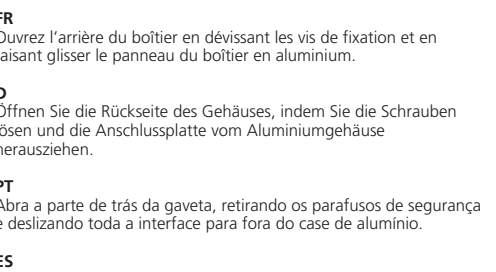 FR
Ouvrez l'arrière du boîtier en dévissant les vis de fixation et en
faisant glisser le panneau du boîtier en aluminium.
D
Öffnen Sie die Rückseite des Gehäuses, indem Sie die Schrauben
lösen und die Anschlussplatte vom Aluminiumgehäuse
herausziehen.
PT
Abra a parte de trás da gaveta, retirando os parafusos de segurança
e deslizando toda a interface para fora do case de alumínio.
ES